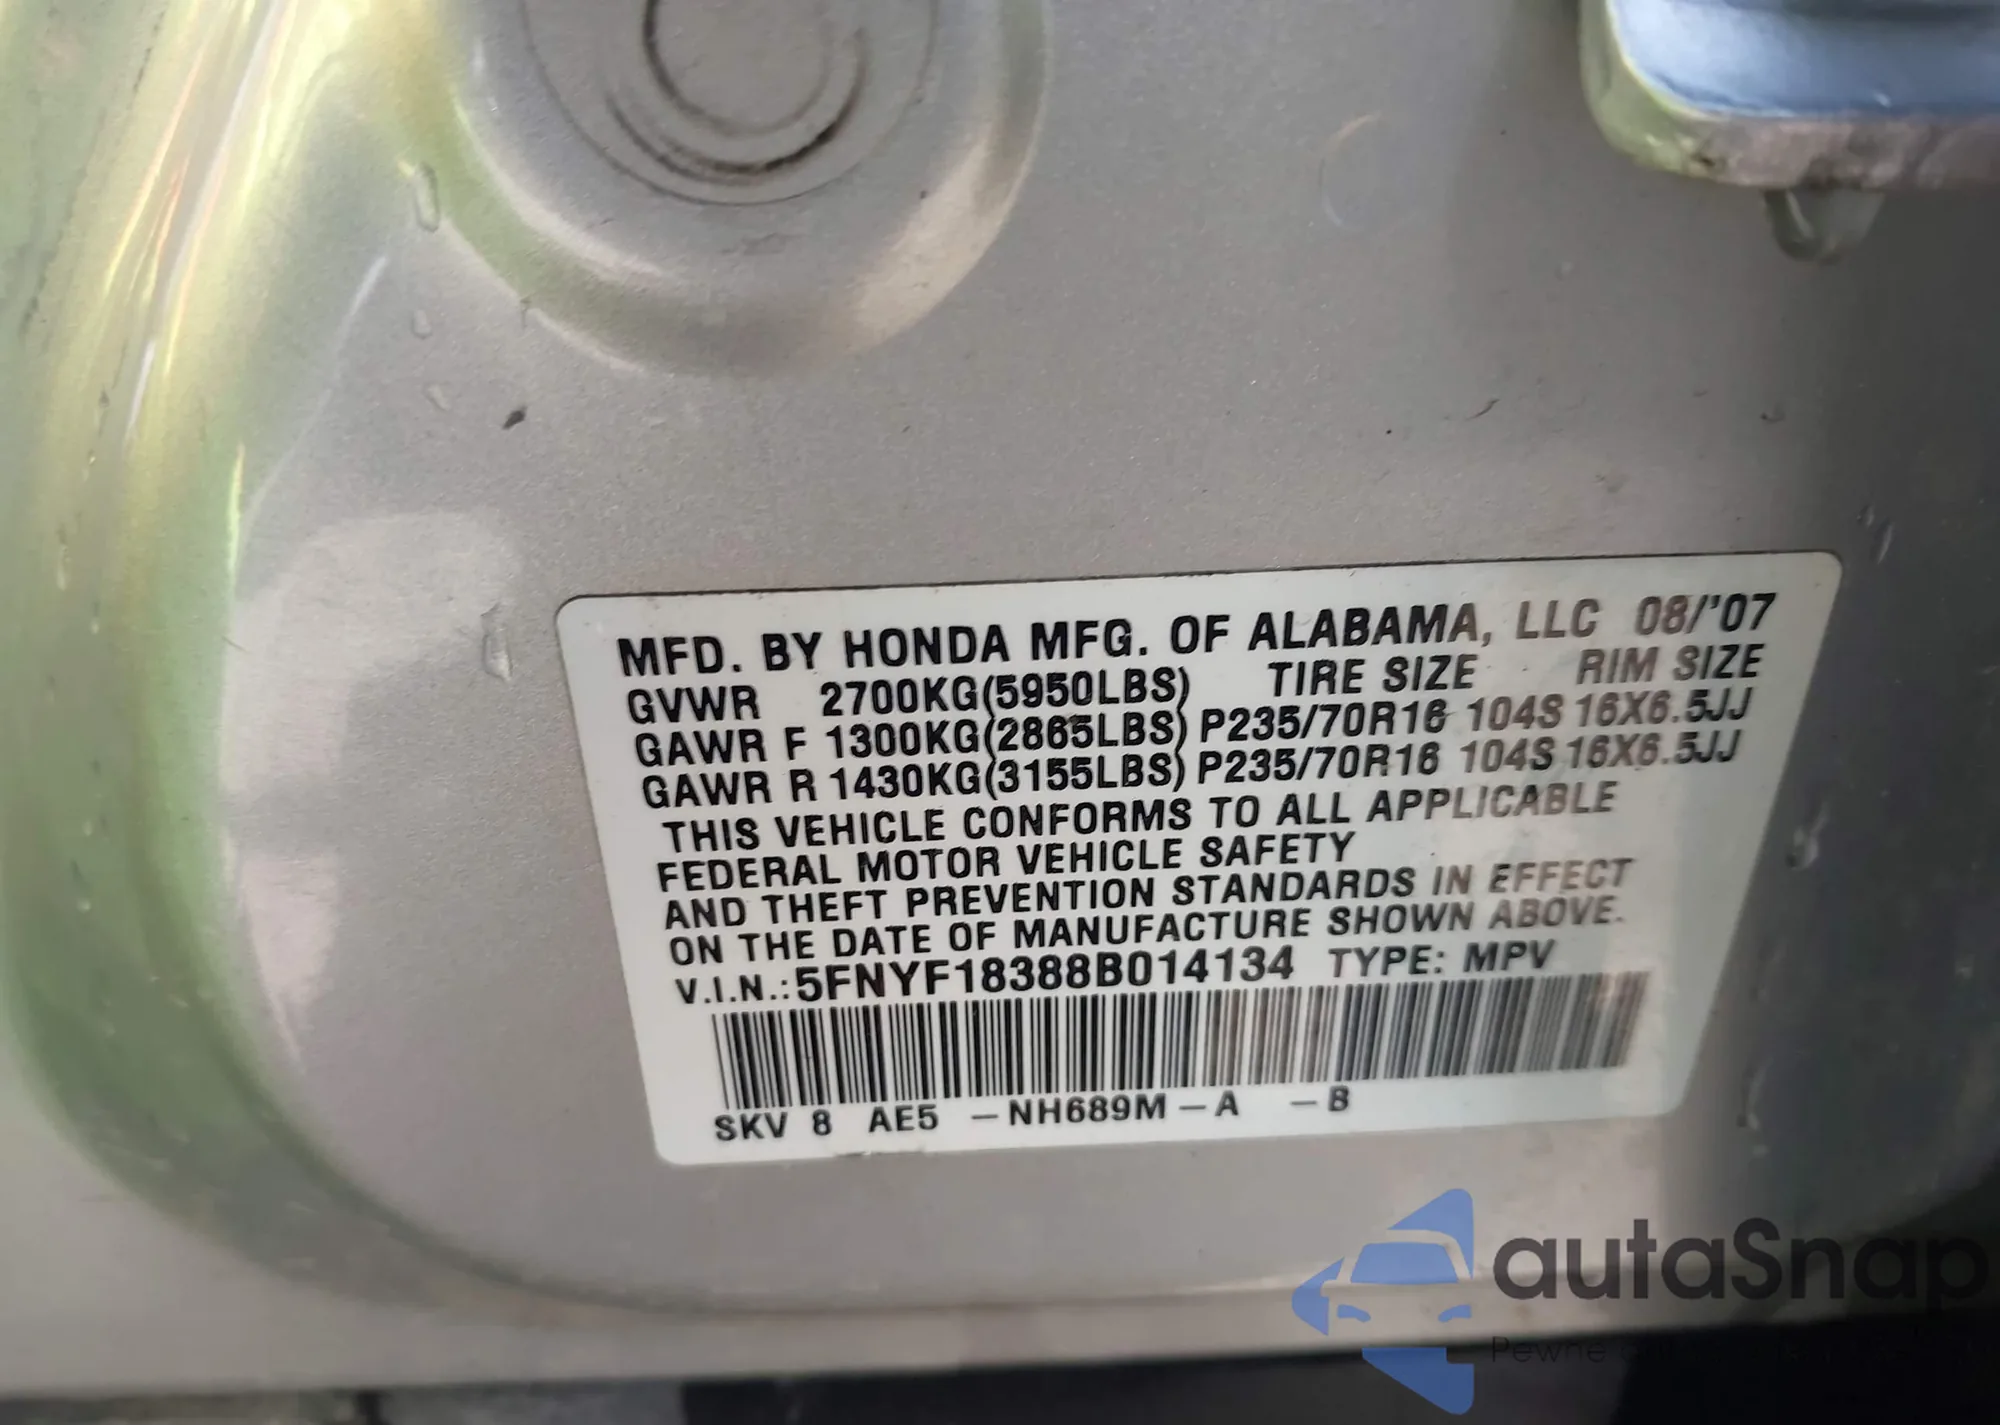 MFD. BY HONDA MFG. OF ALABAMA, LLC 08/'07
GVWR 2700KG(5950LBS) TIRE SIZE RIM SIZE
GAWR F 1300KG(2865LBS) P235/70R16 104S 16X6.5JJ
GAWR R 1430KG(3155LBS) P235/70R16 104S 16X6.5JJ
THIS VEHICLE CONFORMS TO ALL APPLICABLE
FEDERAL MOTOR VEHICLE SAFETY
AND THEFT PREVENTION STANDARDS IN EFFECT
ON THE DATE OF MANUFACTURE SHOWN ABOVE.
V.I.N.: 5FNYF18388B014134 TYPE: MPV
SKV 8 AE5 -NH689M -A -B
autaSnap
Pewne